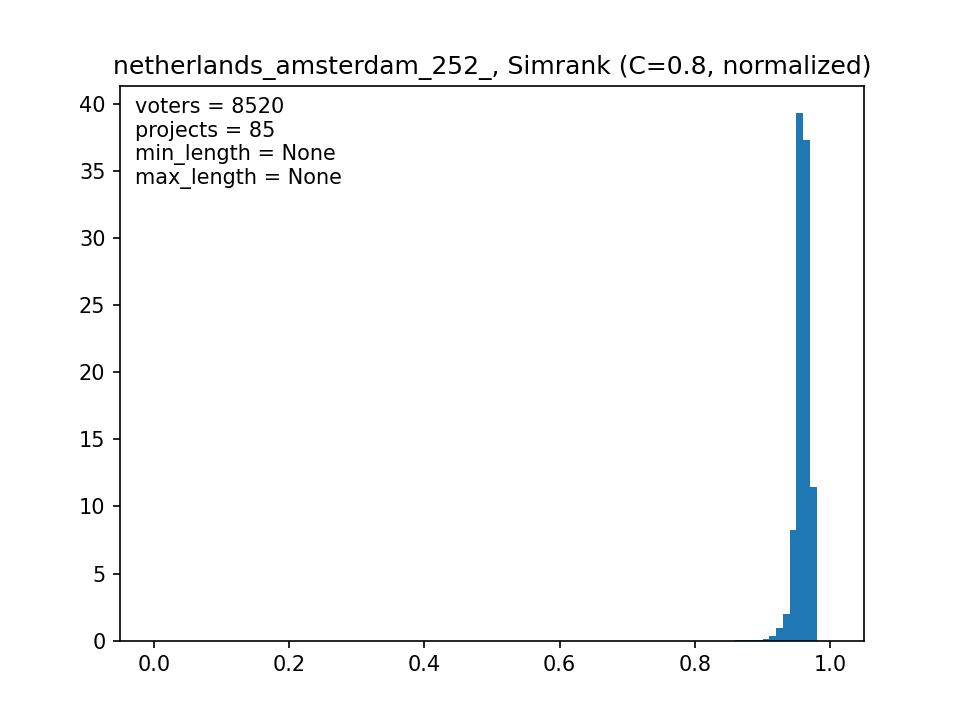 netherlands_amsterdam_252_, Simrank (C=0.8, normalized)
voters = 8520
projects = 85
min_length = None
max_length = None
40
35
30
25
20
15
10
5
0
0.0 0.2 0.4 0.6 0.8 1.0